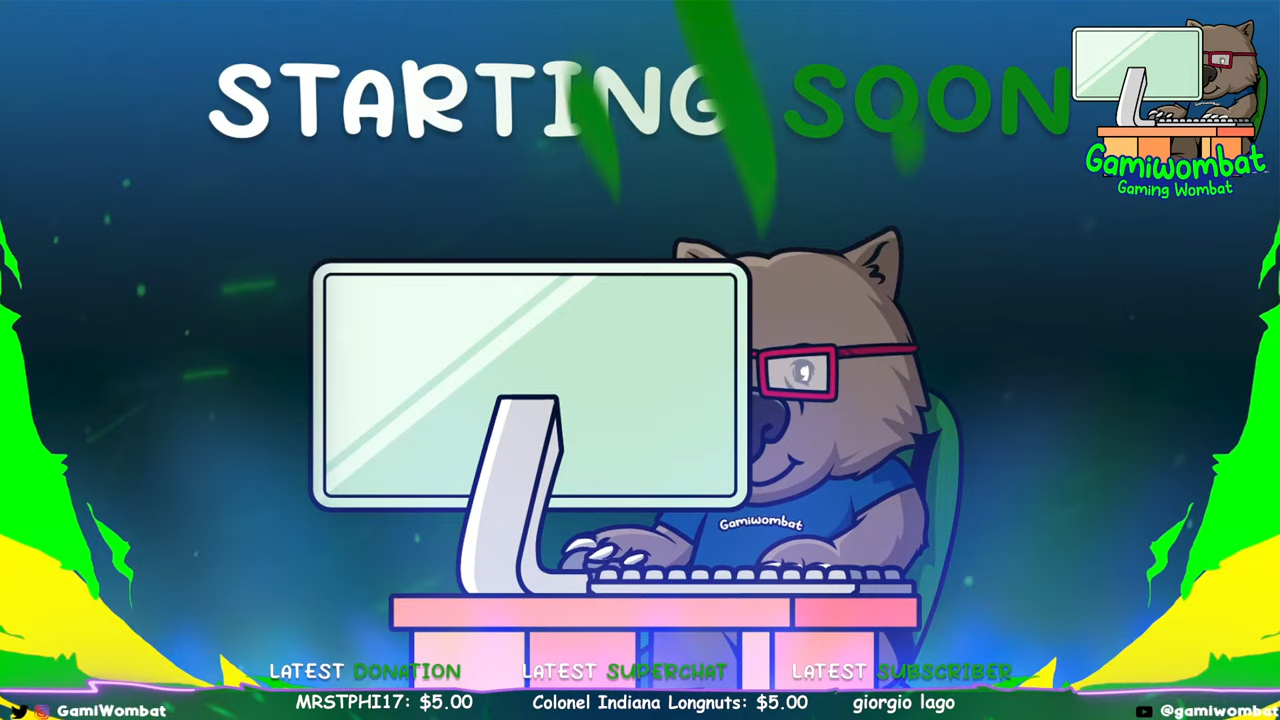 STARTING SOON
Gamiwombat
Gaming Wombat
Gamiwombat
LATEST DONATION
LATEST SUPERCHAT
LATEST SUBSCRIBER
MRSTPHI17: $5.00
Colonel Indiana Longnuts: $5.00
giorgio lago
GamiWombat
@gamiwombat